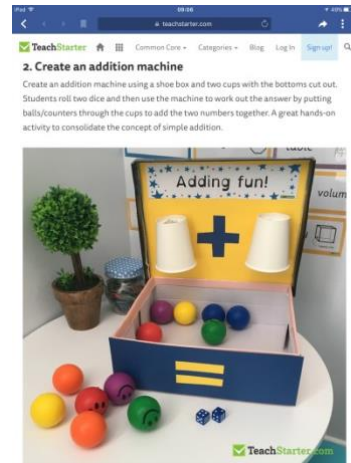 iPad
09:06
40%
teachstarter.com
TeachStarter Common Core Categories Blog Log In Sign up!
2. Create an addition machine
Create an addition machine using a shoe box and two cups with the bottoms cut out.
Students roll two dice and then use the machine to work out the answer by putting
balls/counters through the cups to add the two numbers together. A great hands-on
activity to consolidate the concept of simple addition.
Adding fun!
+
volum
=
TeachStarter.com